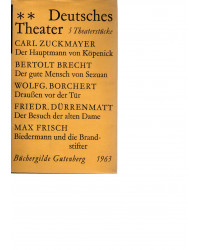 ** Deutsches
Theater 5 Theaterstücke
CARL ZUCKMAYER
Der Hauptmann von Köpenick
BERTOLT BRECHT
Der gute Mensch von Sezuan
WOLFG. BORCHERT
Draußen vor der Tür
FRIEDR. DÜRRENMATT
Der Besuch der alten Dame
MAX FRISCH
Biedermann und die Brand-
stifter
Büchergilde Gutenberg 1963